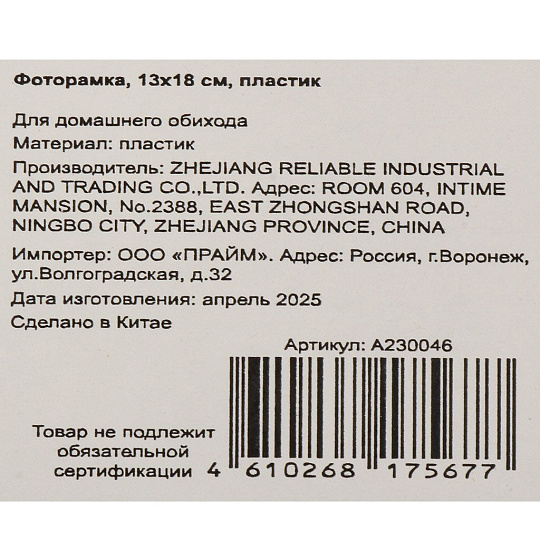 Фоторамка, 13х18 см, пластик
Для домашнего обихода
Материал: пластик
Производитель: ZHEJIANG RELIABLE INDUSTRIAL
AND TRADING CO.,LTD. Адрес: ROOM 604, INTIME
MANSION, No.2388, EAST ZHONGSHAN ROAD,
NINGBO CITY, ZHEJIANG PROVINCE, CHINA
Импортер: ООО «ПРАЙМ». Адрес: Россия, г.Воронеж,
ул.Волгоградская, д.32
Дата изготовления: апрель 2025
Сделано в Китае
Артикул: A230046
Товар не подлежит
обязательной
сертификации
4 610268 175677